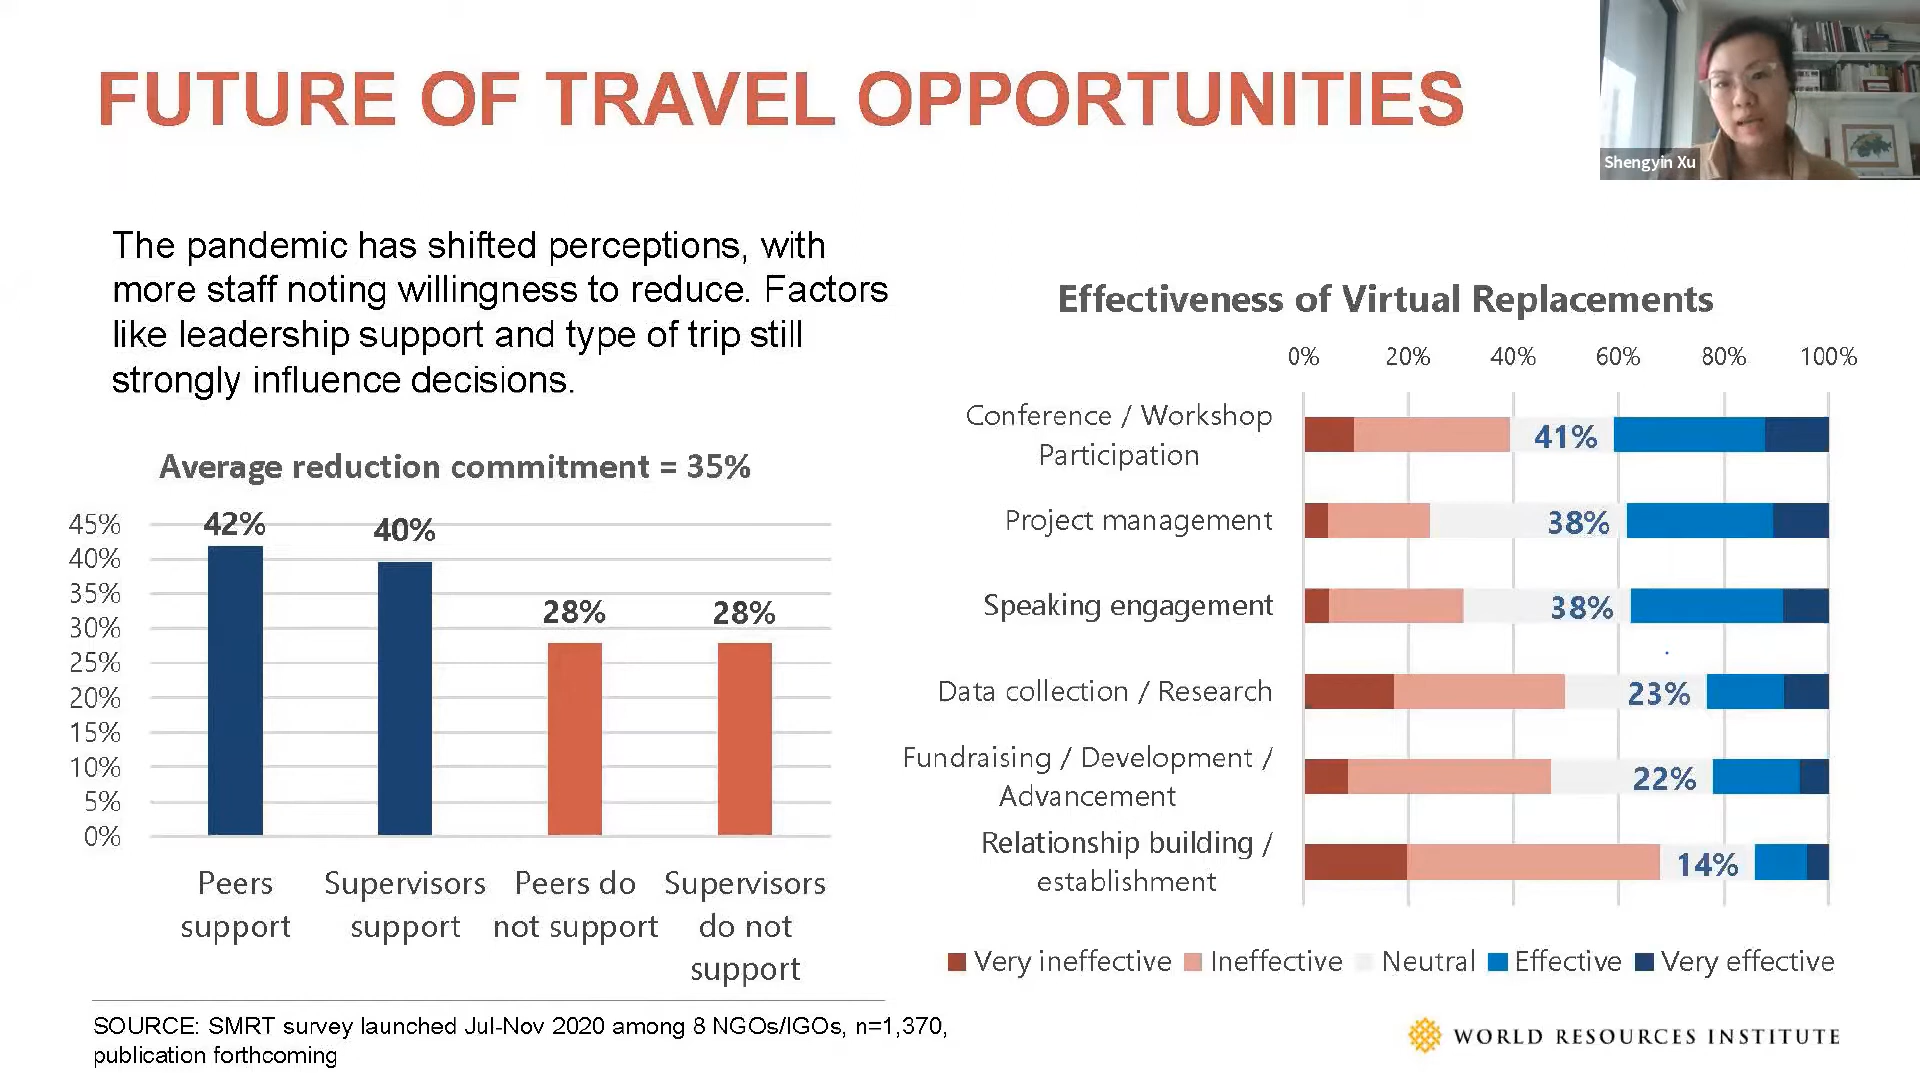 FUTURE OF TRAVEL OPPORTUNITIES
Shengyin Xu
The pandemic has shifted perceptions, with
more staff noting willingness to reduce. Factors
like leadership support and type of trip still
strongly influence decisions.
Average reduction commitment = 35%
45%
40%
35%
30%
25%
20%
15%
10%
5%
0%
42%
40%
28%
28%
Peers
support
Supervisors
support
Peers do
not support
Supervisors
do not
support
SOURCE: SMRT survey launched Jul-Nov 2020 among 8 NGOs/IGOs, n=1,370,
publication forthcoming
Effectiveness of Virtual Replacements
0% 20% 40% 60% 80% 100%
Conference / Workshop
Participation
41%
Project management
38%
Speaking engagement
38%
Data collection / Research
23%
Fundraising / Development /
Advancement
22%
Relationship building /
establishment
14%
Very ineffective Ineffective Neutral Effective Very effective
WORLD RESOURCES INSTITUTE